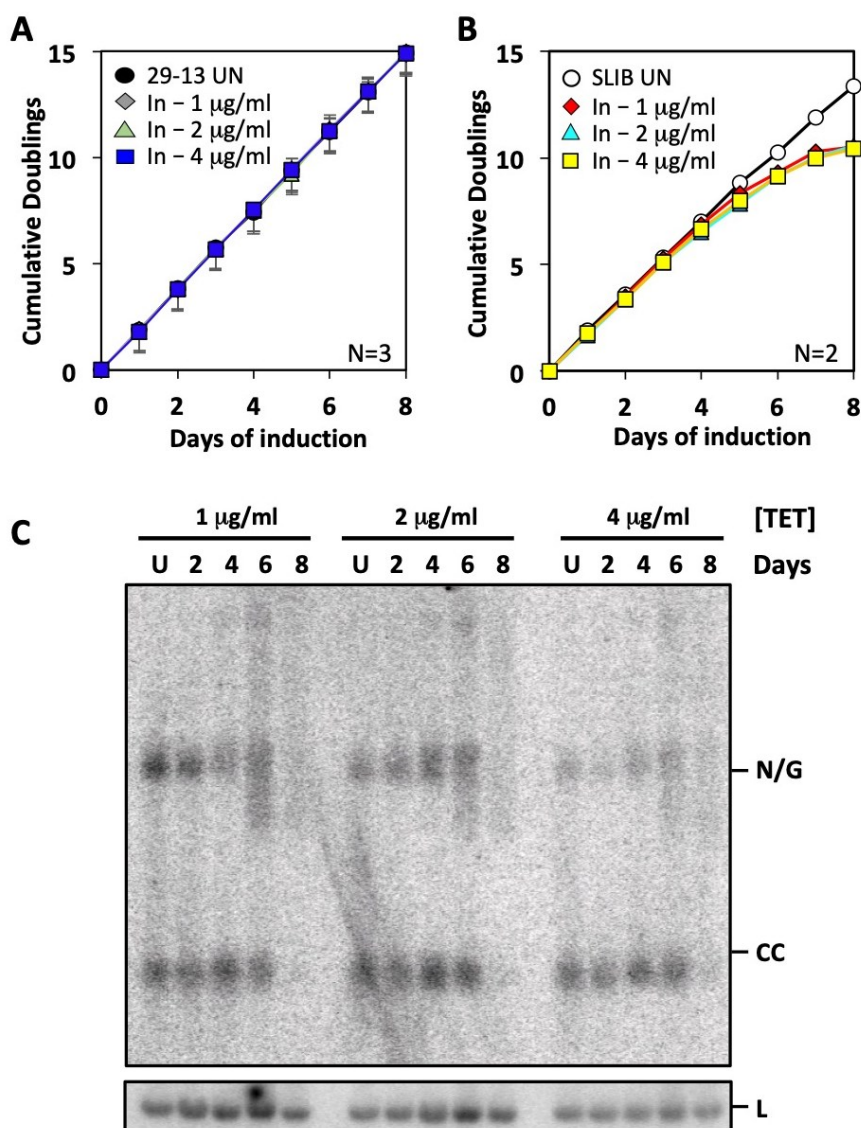 A
15
10
5
0
Cumulative Doublings
29-13 UN
In – 1 μg/ml
In – 2 μg/ml
In – 4 μg/ml
N=3
0 2 4 6 8
Days of induction
B
15
10
5
0
Cumulative Doublings
SLIB UN
In – 1 μg/ml
In – 2 μg/ml
In – 4 μg/ml
N=2
0 2 4 6 8
Days of induction
C
1 μg/ml 2 μg/ml 4 μg/ml [TET]
U 2 4 6 8 U 2 4 6 8 U 2 4 6 8 Days
N/G
CC
L